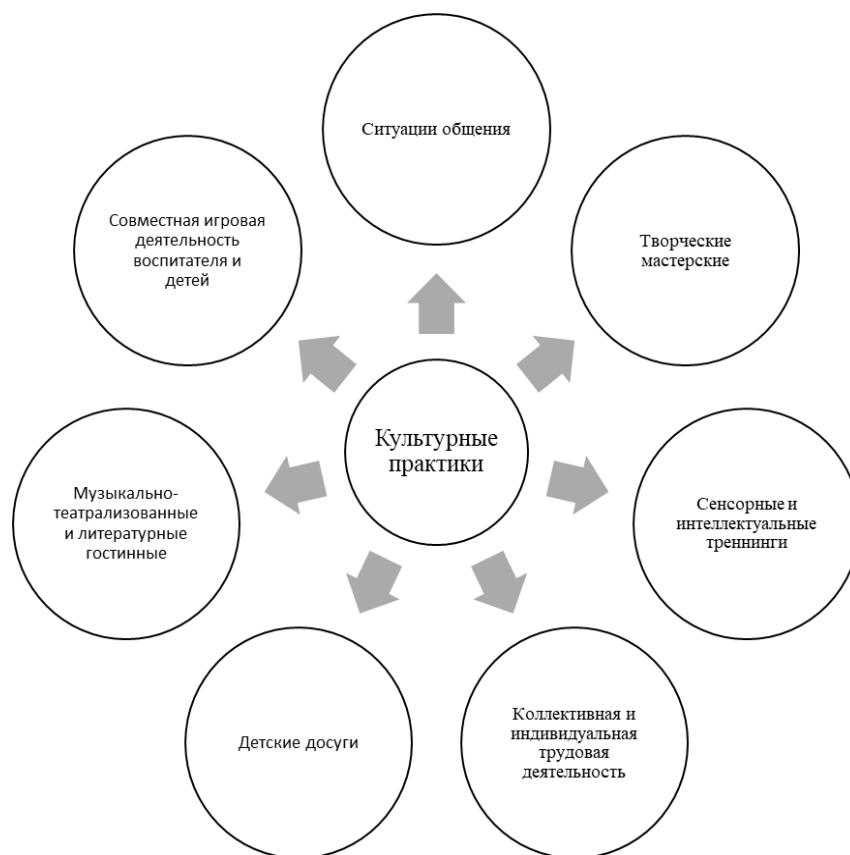 Ситуации общения
Творческие
мастерские
Сенсорные и
интеллектуальные
треннинги
Коллективная и
индивидуальная
трудовая
деятельность
Детские досуги
Музыкально-
театрализованные
и литературные
гостинные
Совместная игровая
деятельность
воспитателя и
детей
Культурные
практики